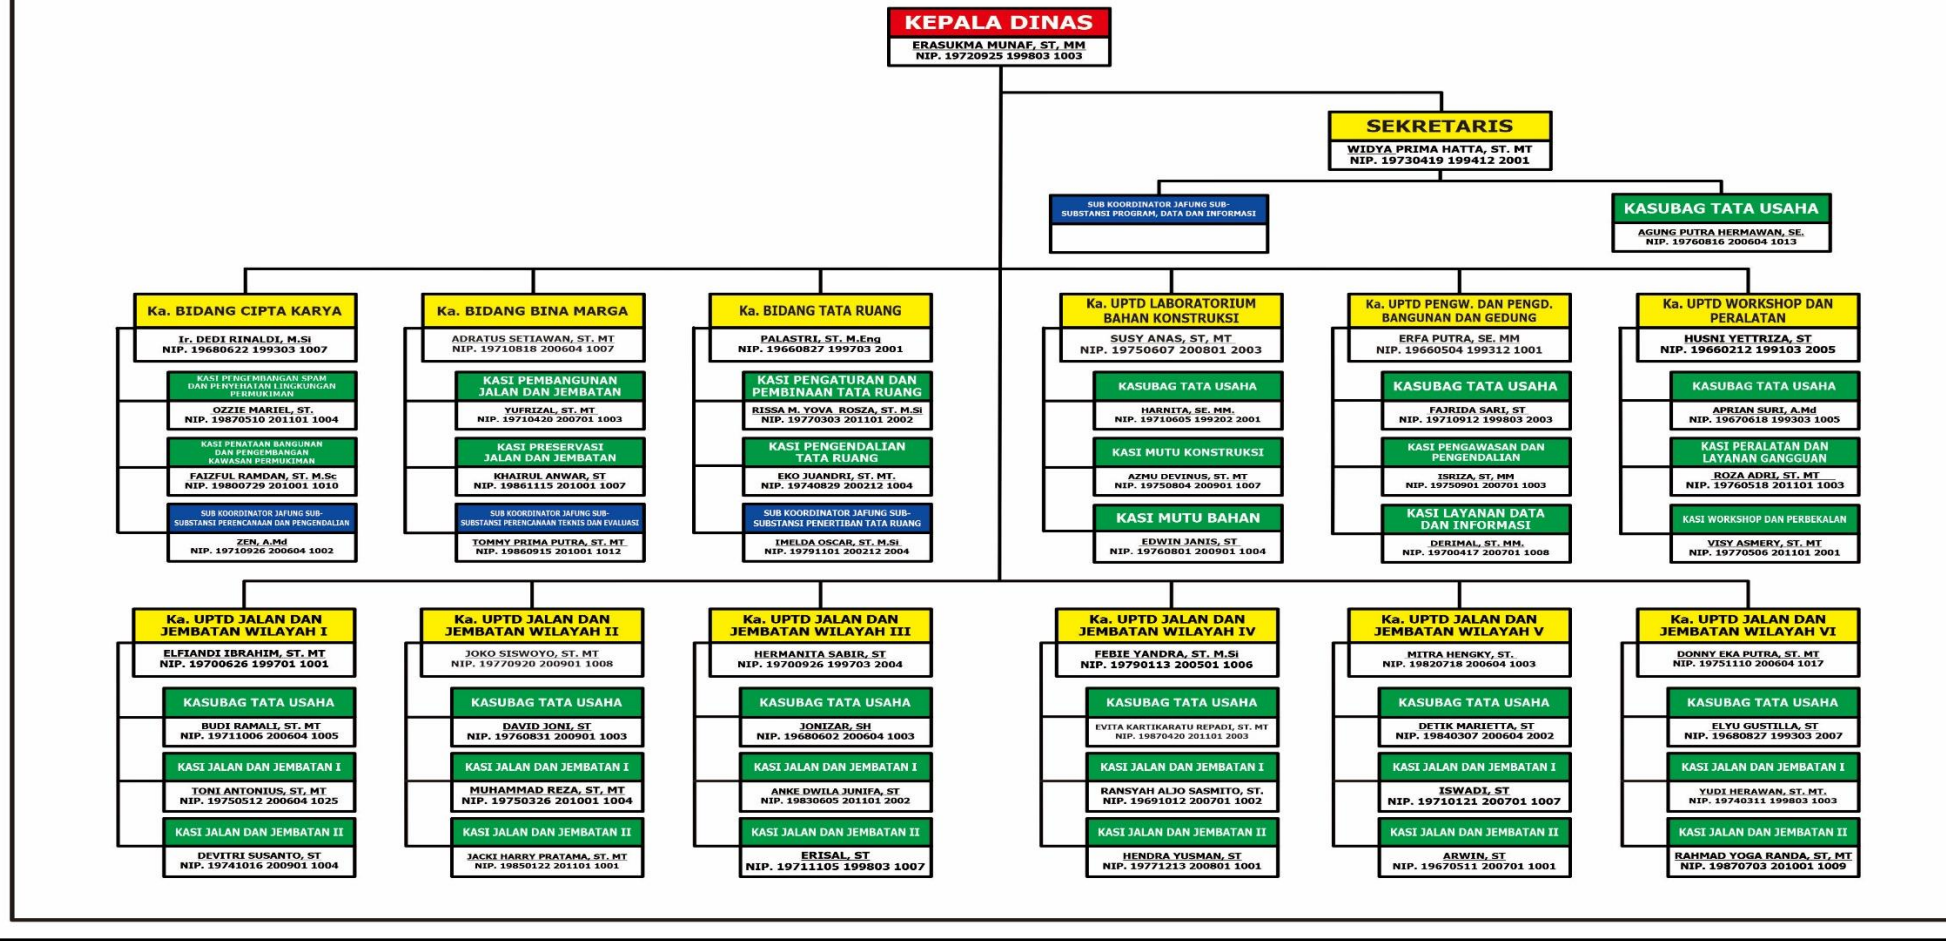 KEPALA DINAS
ERASUKMA MUNAF, ST, MM
NIP. 19720925 199803 1003
SEKRETARIS
WIDYA PRIMA HATTA, ST. MT
NIP. 19730419 199412 2001
SUB KOORDINATOR JAFUNG SUB-
SUBSTANSI PROGRAM, DATA DAN INFORMASI
KASUBAG TATA USAHA
AGUNG PUTRA HERMAWAN, SE.
NIP. 19760816 200604 1013
Ka. BIDANG CIPTA KARYA
Ir. DEDI RINALDI, M.Si
NIP. 19680622 199303 1007
KASI PENGEMBANGAN SPAM
DAN PENYEHATAN LINGKUNGAN
PERMUKIMAN
OZZIE MARIEL, ST.
NIP. 19870510 201101 1004
KASI PENATAAN BANGUNAN
DAN PENGEMBANGAN
KAWASAN PERMUKIMAN
FAIZFUL RAMDAN, ST. M.Sc
NIP. 19800729 201001 1010
SUB KOORDINATOR JAFUNG SUB-
SUBSTANSI PERENCANAAN DAN PENGENDALIAN
ZEN, A.Md
NIP. 19710926 200604 1002
Ka. BIDANG BINA MARGA
ADRATUS SETIAWAN, ST. MT
NIP. 19710818 200604 1007
KASI PEMBANGUNAN
JALAN DAN JEMBATAN
YUFRIZAL, ST. MT
NIP. 19710420 200701 1003
KASI PRESERVASI
JALAN DAN JEMBATAN
KHAIRUL ANWAR, ST
NIP. 19861115 201001 1007
SUB KOORDINATOR JAFUNG SUB-
SUBSTANSI PERENCANAAN TEKNIS DAN EVALUASI
TOMMY PRIMA PUTRA, ST. MT
NIP. 19860915 201001 1012
Ka. BIDANG TATA RUANG
PALASTRI, ST. M.Eng
NIP. 19660827 199703 2001
KASI PENGATURAN DAN
PEMBINAAN TATA RUANG
RISSA M. YOVA ROSZA, ST. M.Si
NIP. 19770303 201101 2002
KASI PENGENDALIAN
TATA RUANG
EKO JUANDRI, ST. MT.
NIP. 19740829 200212 1004
SUB KOORDINATOR JAFUNG SUB-
SUBSTANSI PENERTIBAN TATA RUANG
IMELDA OSCAR, ST. M.Si
NIP. 19791101 200212 2004
Ka. UPTD LABORATORIUM
BAHAN KONSTRUKSI
SUSY ANAS, ST, MT
NIP. 19750607 200801 2003
KASUBAG TATA USAHA
HARNITA, SE. MM.
NIP. 19710605 199202 2001
KASI MUTU KONSTRUKSI
AZMU DEVINUS, ST. MT
NIP. 19750804 200901 1007
KASI MUTU BAHAN
EDWIN JANIS, ST
NIP. 19760801 200901 1004
Ka. UPTD PENGW. DAN PENGD.
BANGUNAN DAN GEDUNG
ERFA PUTRA, SE. MM
NIP. 19660504 199312 1001
KASUBAG TATA USAHA
FAJRIDA SARI, ST
NIP. 19710912 199803 2003
KASI PENGAWASAN DAN
PENGENDALIAN
ISRIZA, ST, MM
NIP. 19750901 200701 1003
KASI LAYANAN DATA
DAN INFORMASI
DERIMAL, ST. MM.
NIP. 19700417 200701 1008
Ka. UPTD WORKSHOP DAN
PERALATAN
HUSNI YETTRIZA, ST
NIP. 19660212 199103 2005
KASUBAG TATA USAHA
APRIAN SURI, A.Md
NIP. 19670618 199303 1005
KASI PERALATAN DAN
LAYANAN GANGGUAN
ROZA ADRI, ST. MT
NIP. 19760518 201101 1003
KASI WORKSHOP DAN PERBEKALAN
VISY ASMERY, ST. MT
NIP. 19770506 201101 2001
Ka. UPTD JALAN DAN
JEMBATAN WILAYAH I
ELFIANDI IBRAHIM, ST. MT
NIP. 19700626 199701 1001
KASUBAG TATA USAHA
BUDI RAMALI, ST. MT
NIP. 19711006 200604 1005
KASI JALAN DAN JEMBATAN I
TONI ANTONIUS, ST, MT
NIP. 19750512 200604 1025
KASI JALAN DAN JEMBATAN II
DEVITRI SUSANTO, ST
NIP. 19741016 200901 1004
Ka. UPTD JALAN DAN
JEMBATAN WILAYAH II
JOKO SISWOYO, ST. MT
NIP. 19770920 200901 1008
KASUBAG TATA USAHA
DAVID JONI, ST
NIP. 19760831 200901 1003
KASI JALAN DAN JEMBATAN I
MUHAMMAD REZA, ST, MT
NIP. 19750326 201001 1004
KASI JALAN DAN JEMBATAN II
JACKI HARRY PRATAMA, ST. MT
NIP. 19850122 201101 1001
Ka. UPTD JALAN DAN
JEMBATAN WILAYAH III
HERMANITA SABIR, ST
NIP. 19700926 199703 2004
KASUBAG TATA USAHA
JONIZAR, SH
NIP. 19680602 200604 1003
KASI JALAN DAN JEMBATAN I
ANKE DWILA JUNIFA, ST
NIP. 19830605 201101 2002
KASI JALAN DAN JEMBATAN II
ERISAL, ST
NIP. 19711105 199803 1007
Ka. UPTD JALAN DAN
JEMBATAN WILAYAH IV
FEBIE YANDRA, ST. M.Si
NIP. 19790113 200501 1006
KASUBAG TATA USAHA
EVITA KARTIKARATU REPADI, ST. MT
NIP. 19870420 201101 2003
KASI JALAN DAN JEMBATAN I
RANSYAH ALJO SASMITO, ST.
NIP. 19691012 200701 1002
KASI JALAN DAN JEMBATAN II
HENDRA YUSMAN, ST
NIP. 19771213 200801 1001
Ka. UPTD JALAN DAN
JEMBATAN WILAYAH V
MITRA HENGKY, ST.
NIP. 19820718 200604 1003
KASUBAG TATA USAHA
DETIK MARIETTA, ST
NIP. 19840307 200604 2002
KASI JALAN DAN JEMBATAN I
ISWADI, ST
NIP. 19710121 200701 1007
KASI JALAN DAN JEMBATAN II
ARWIN, ST
NIP. 19670511 200701 1001
Ka. UPTD JALAN DAN
JEMBATAN WILAYAH VI
DONNY EKA PUTRA, ST. MT
NIP. 19751110 200604 1017
KASUBAG TATA USAHA
ELYU GUSTILLA, ST
NIP. 19680827 199303 2007
KASI JALAN DAN JEMBATAN I
YUDI HERAWAN, ST. MT.
NIP. 19740311 199803 1003
KASI JALAN DAN JEMBATAN II
RAHMAD YOGA RANDA, ST, MT
NIP. 19870703 201001 1009